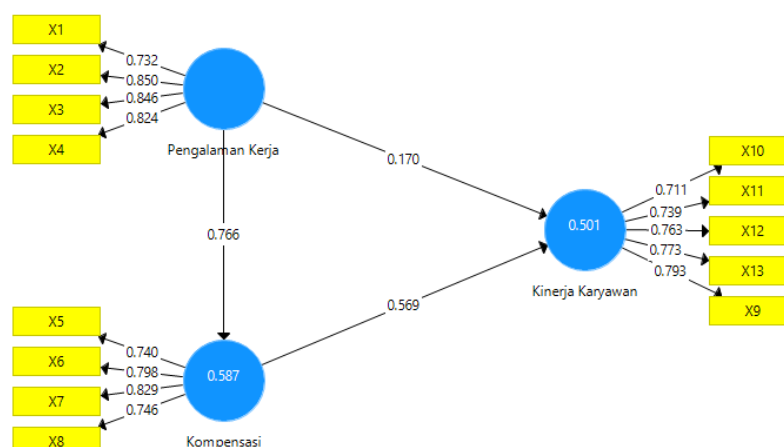 X1
X2
X3
X4
0.732
0.850
0.846
0.824
Pengalaman Kerja
0.170
0.766
X10
X11
X12
X13
X9
0.711
0.739
0.763
0.773
0.793
0.501
Kinerja Karyawan
0.569
X5
X6
X7
X8
0.740
0.798
0.829
0.746
0.587
Kompensasi